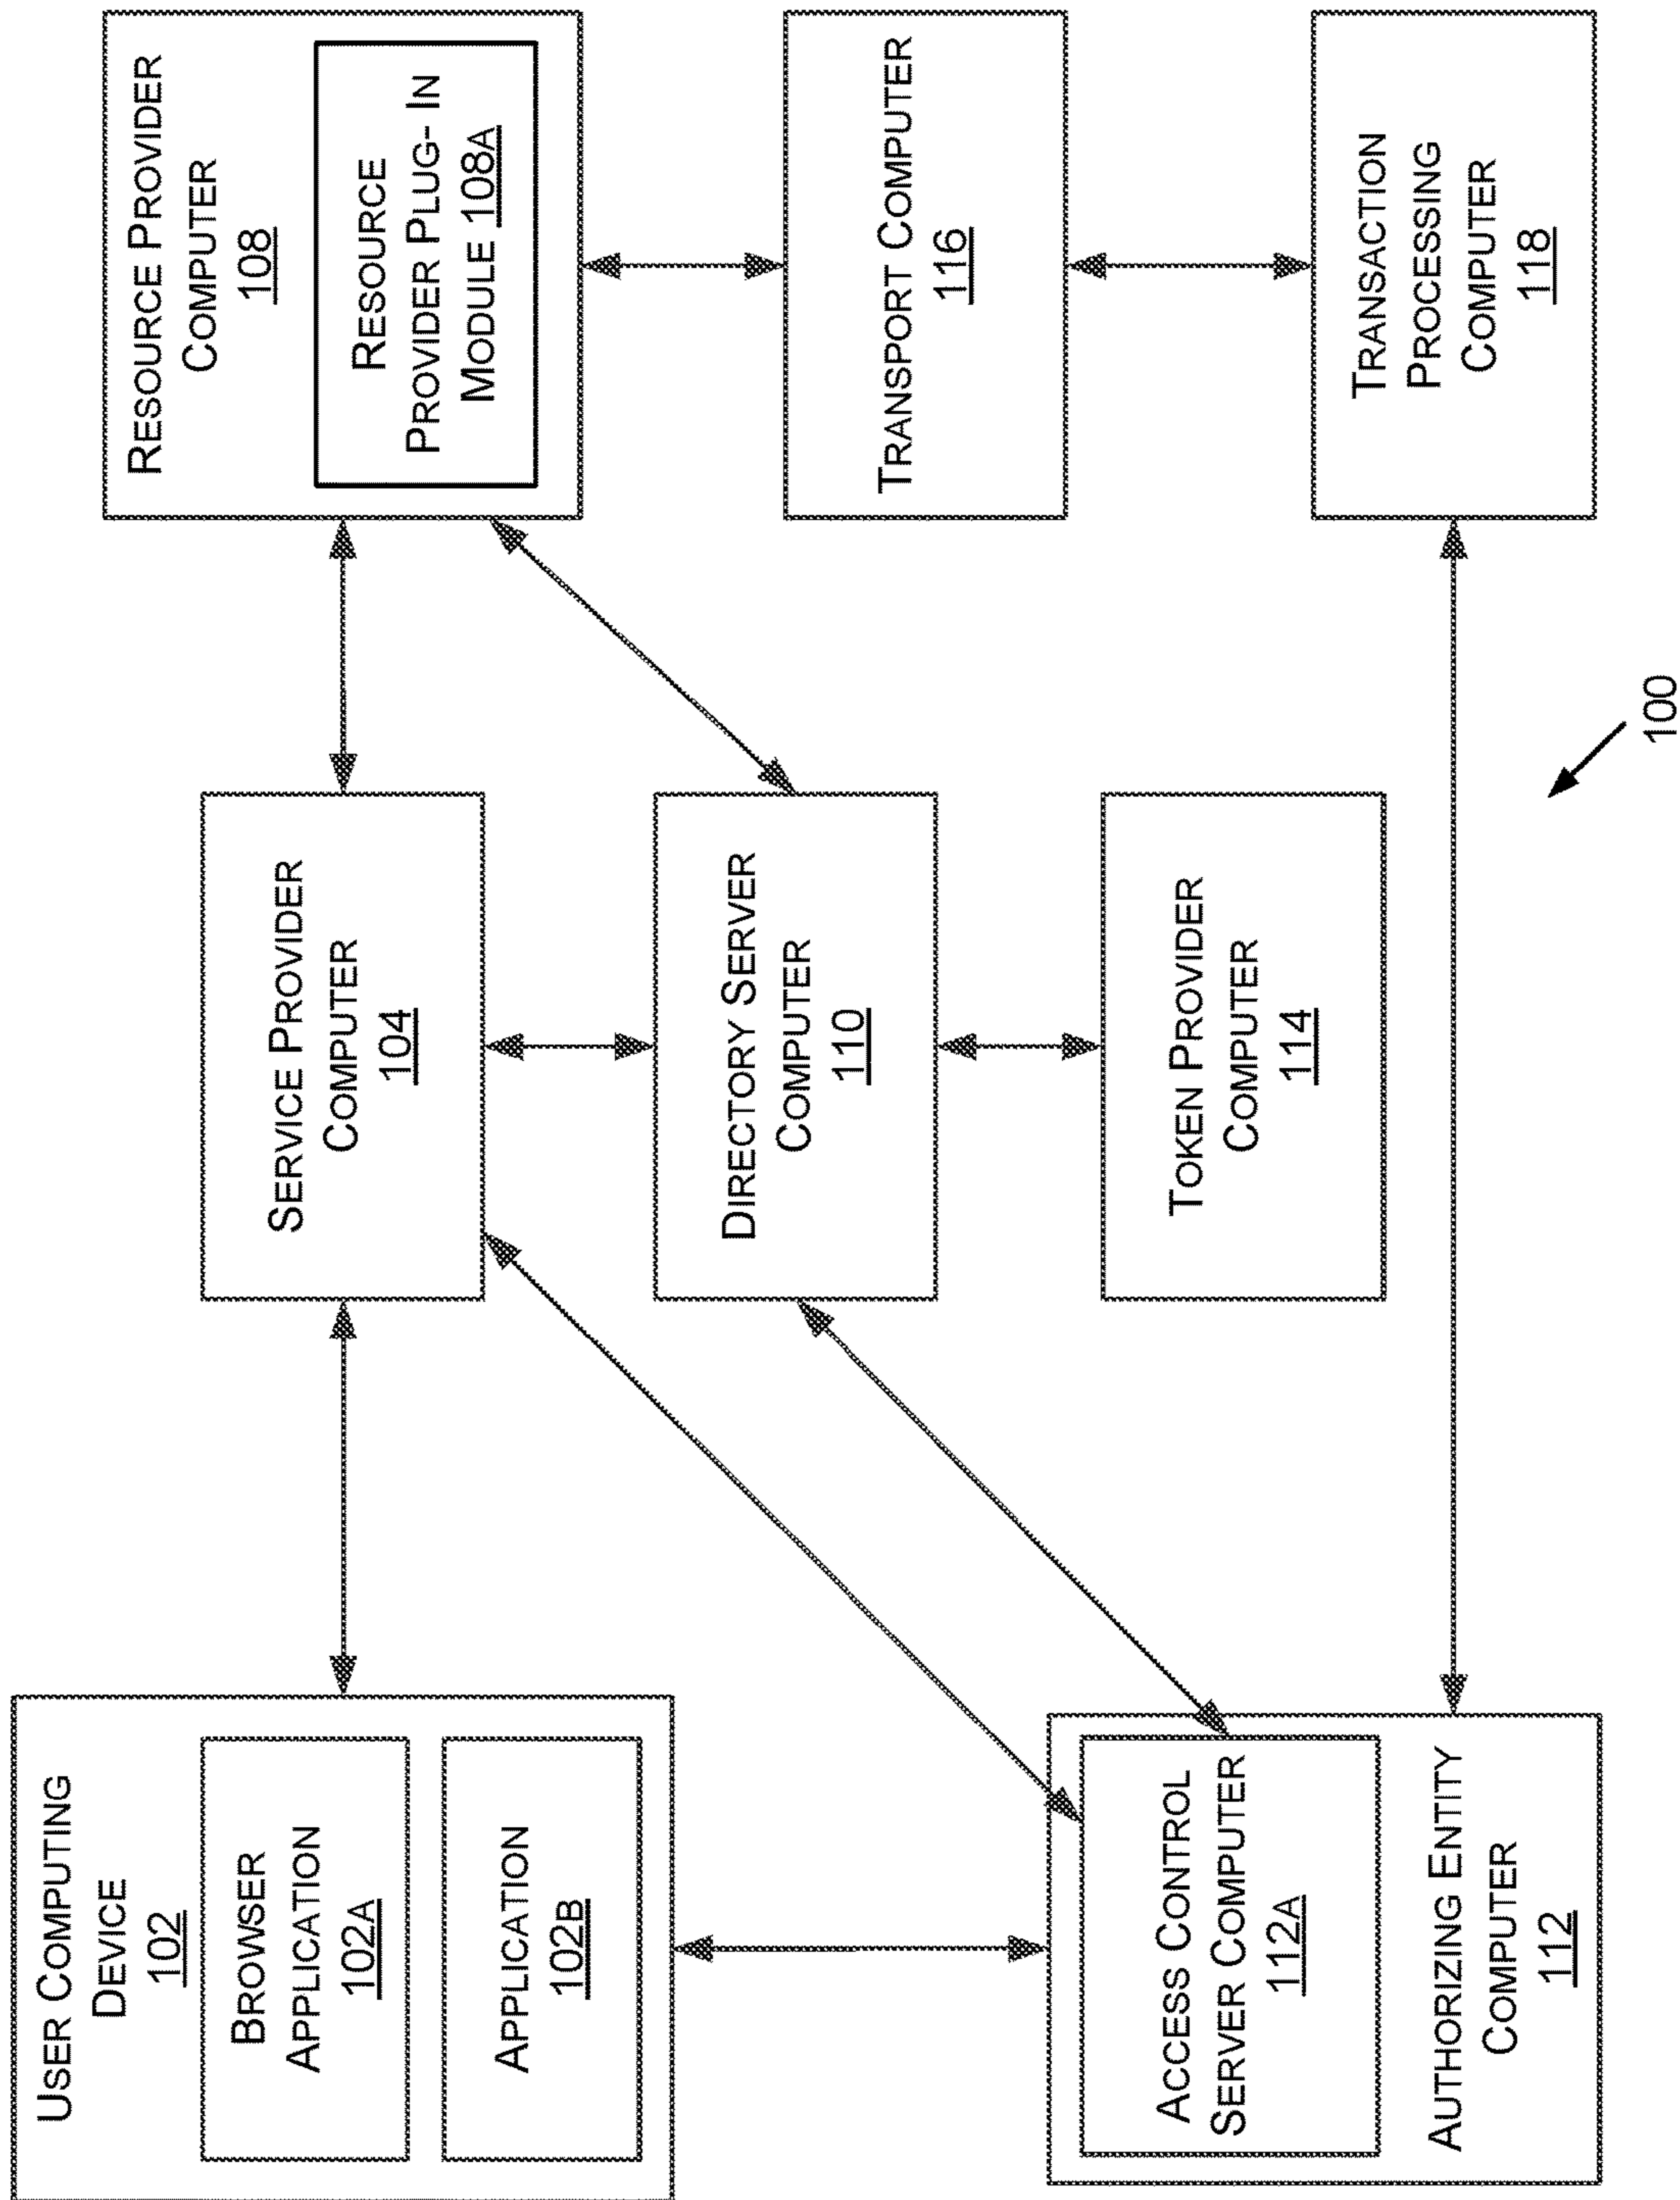 USER COMPUTING
DEVICE
102
BROWSER
APPLICATION
102A
APPLICATION
102B
SERVICE PROVIDER
COMPUTER
104
RESOURCE PROVIDER
COMPUTER
108
RESOURCE
PROVIDER PLUG- IN
MODULE 108A
DIRECTORY SERVER
COMPUTER
110
TRANSPORT COMPUTER
116
ACCESS CONTROL
SERVER COMPUTER
112A
AUTHORIZING ENTITY
COMPUTER
112
TOKEN PROVIDER
COMPUTER
114
TRANSACTION
PROCESSING
COMPUTER
118
100